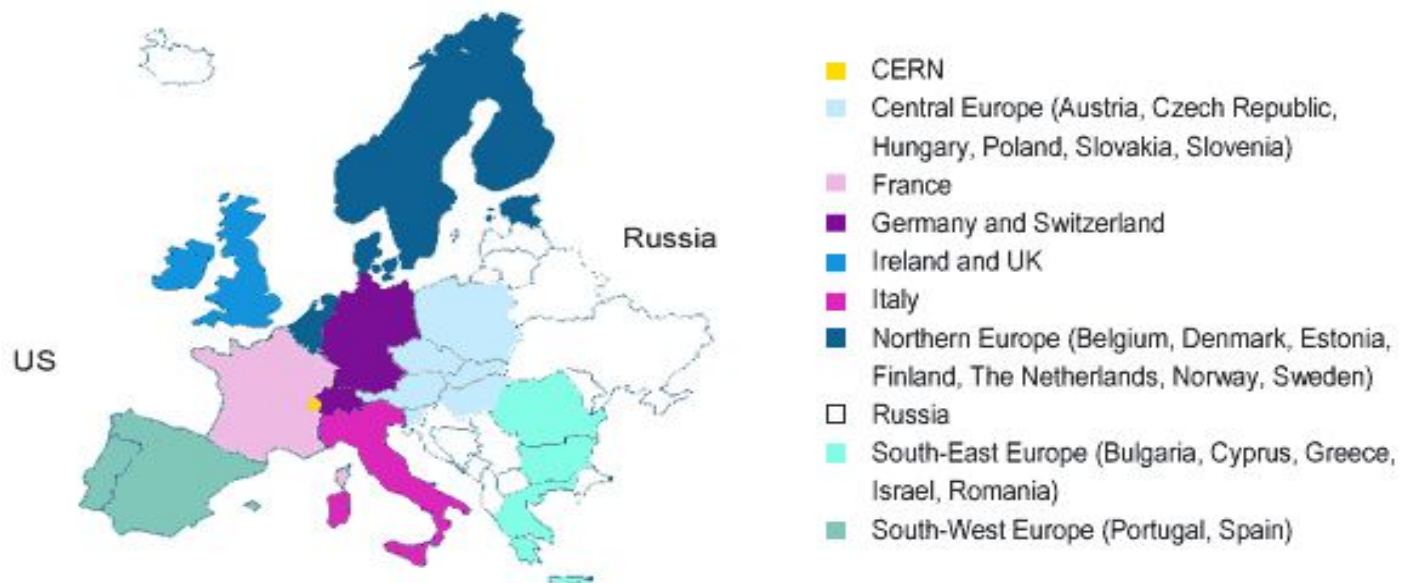 CERN
Central Europe (Austria, Czech Republic,
Hungary, Poland, Slovakia, Slovenia)
France
Germany and Switzerland
Russia
Ireland and UK
Italy
Northern Europe (Belgium, Denmark, Estonia,
US
Finland, The Netherlands, Norway, Sweden)
Russia
South-East Europe (Bulgaria, Cyprus, Greece,
Israel, Romania)
South-West Europe (Portugal, Spain)